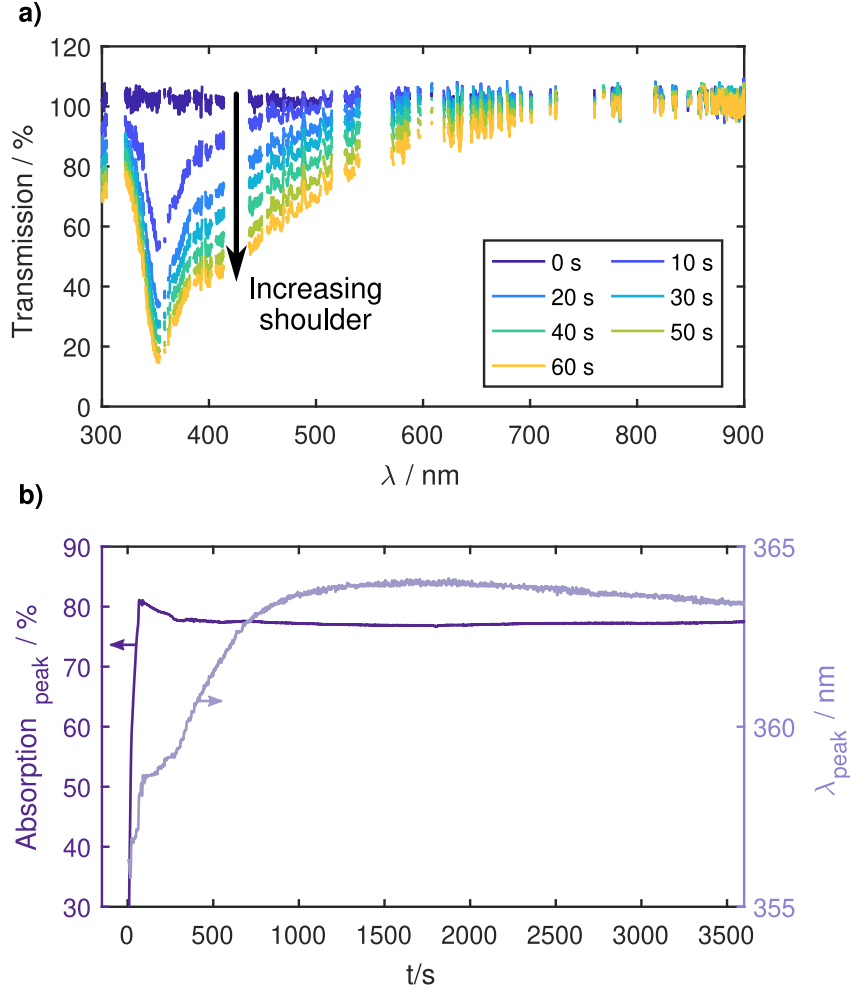 a)
120
100
80
60
40
20
0
Transmission / %
Increasing
shoulder
0 s
10 s
20 s
30 s
40 s
50 s
60 s
300
400
500
600
700
800
900
λ / nm
b)
90
80
70
60
50
40
30
Absorption peak / %
365
360
355
λpeak / nm
0
500
1000
1500
2000
2500
3000
3500
t/s